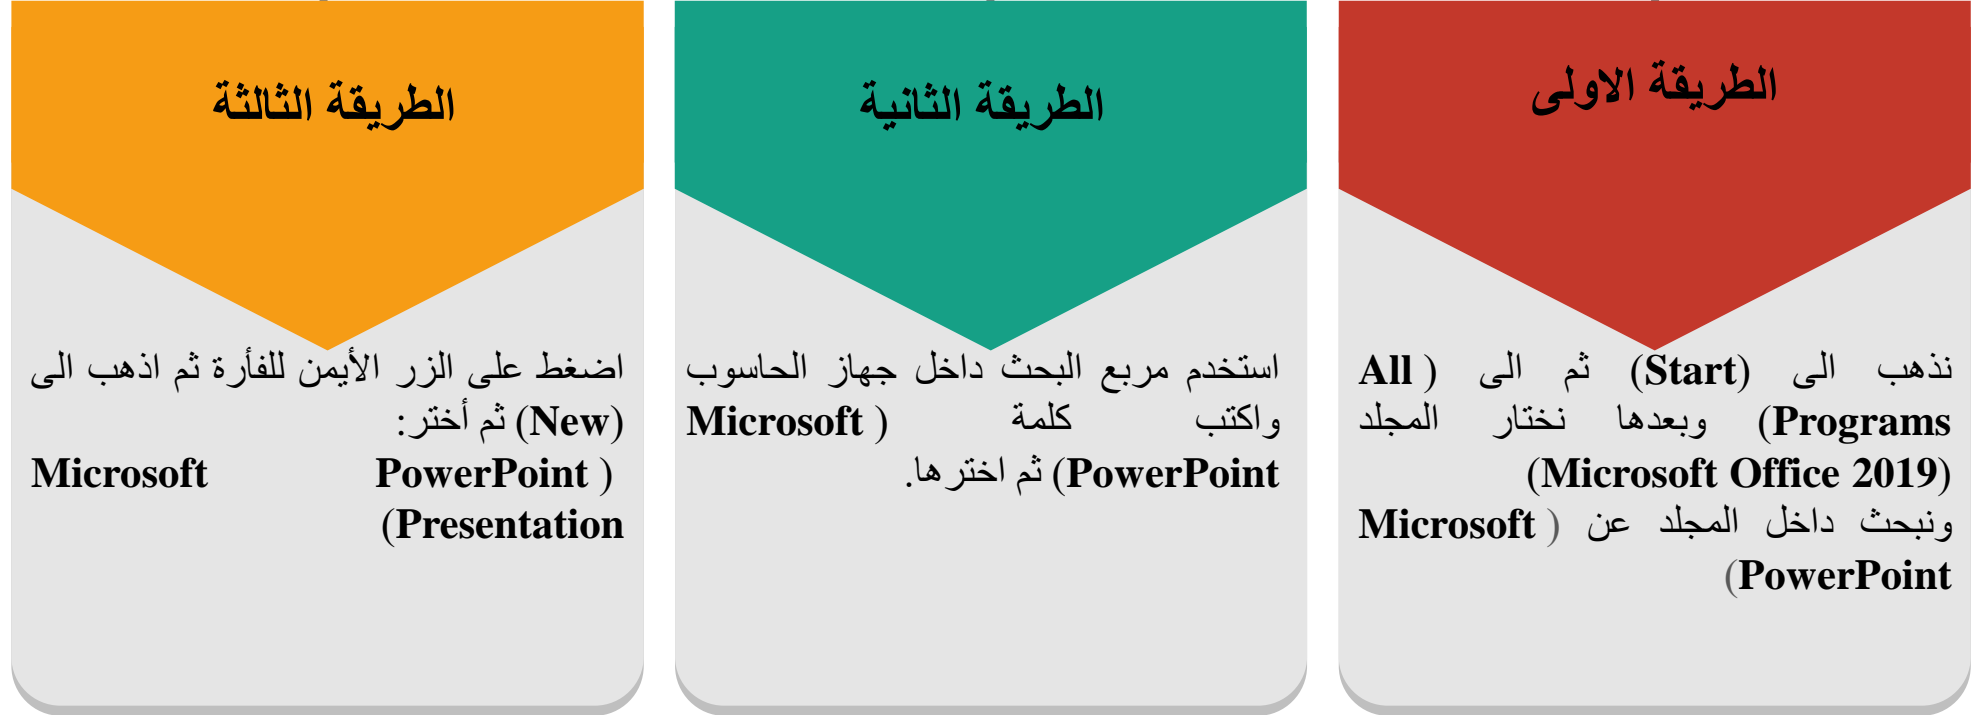 الطريقة الاولى
نذهب الى (Start) ثم الى (All
Programs) وبعدها نختار المجلد
(Microsoft Office 2019)
ونبحث داخل المجلد عن (Microsoft
PowerPoint)
الطريقة الثانية
استخدم مربع البحث داخل جهاز الحاسوب
واكتب كلمة (Microsoft
PowerPoint) ثم اخترها.
الطريقة الثالثة
اضغط على الزر الأيمن للفأرة ثم اذهب الى
(New) ثم أختر:
(Microsoft PowerPoint
Presentation)